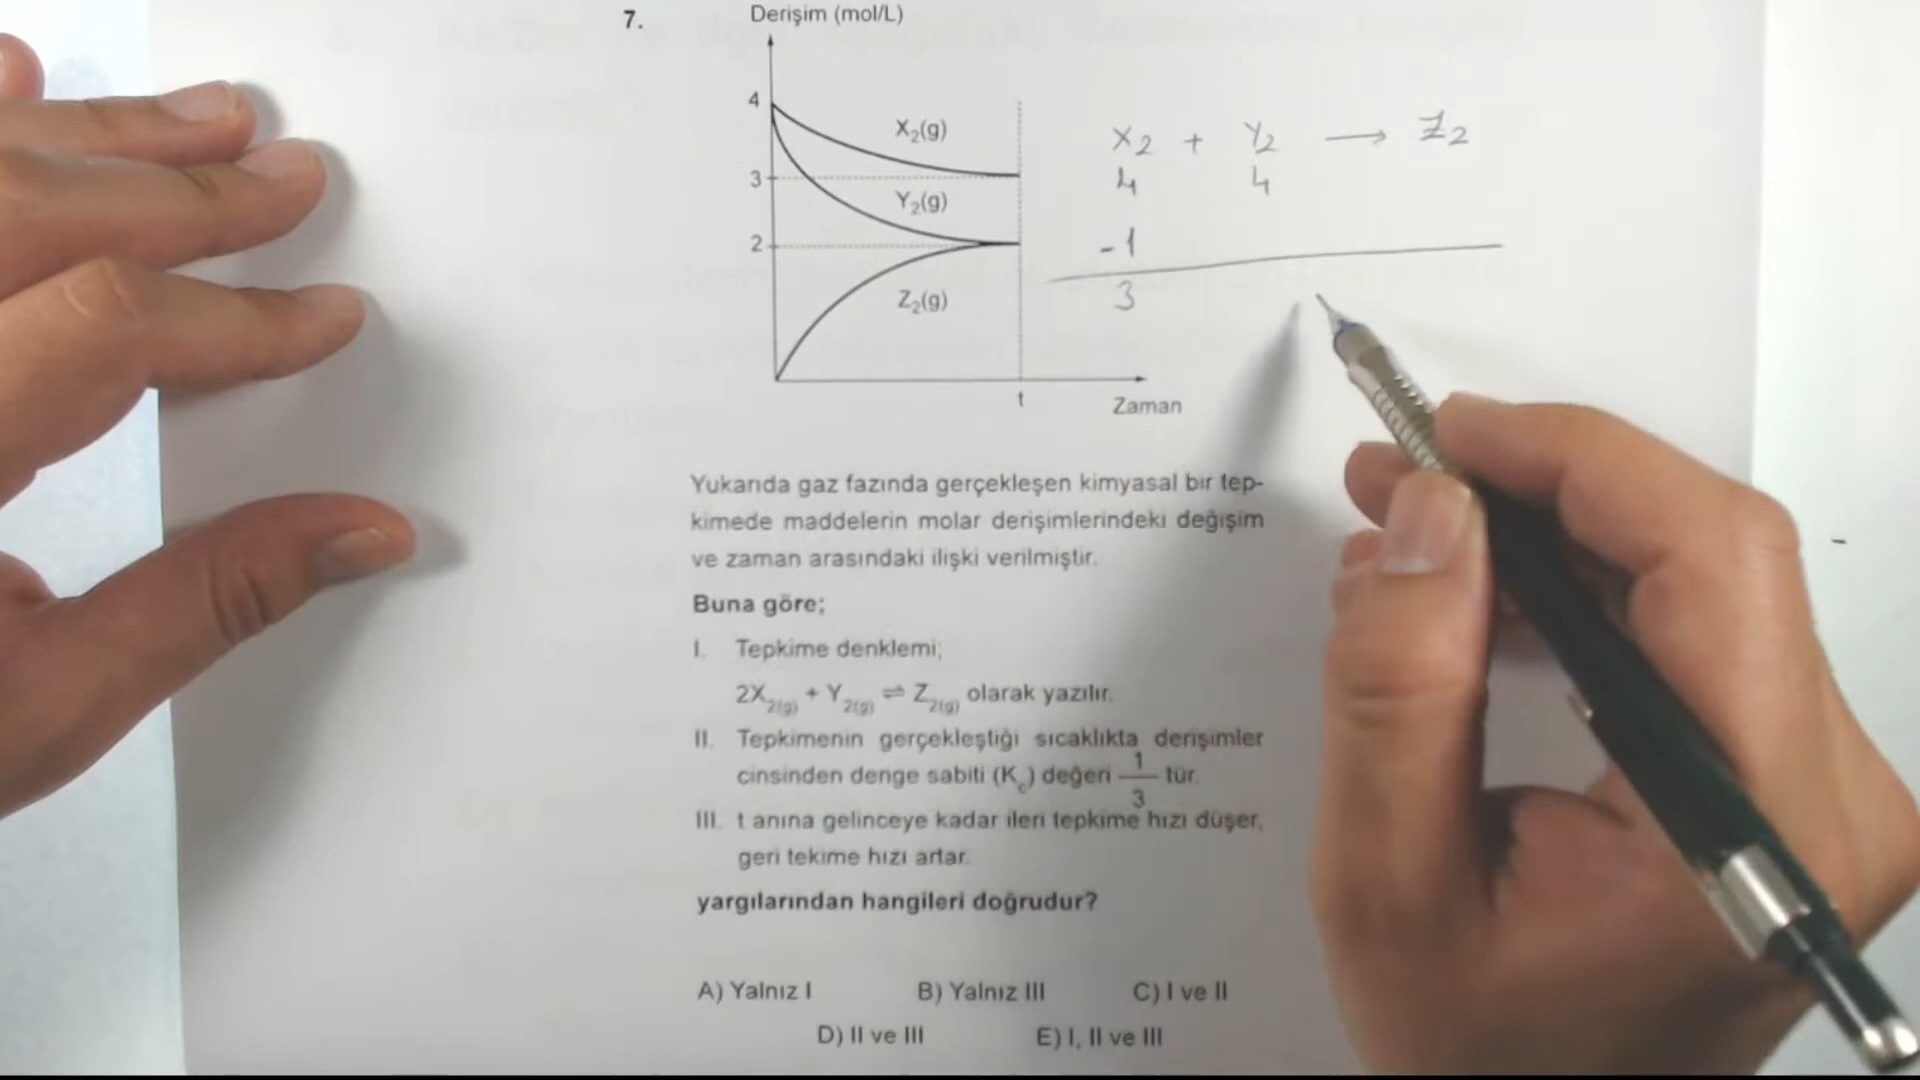 7.
Derişim (mol/L)
4
X₂(g)
3
Y₂(g)
2
Z₂(g)
t
Zaman
X₂ + Y₂ → Z₂
4 4
-1
3
Yukarıda gaz fazında gerçekleşen kimyasal bir tep-
kimede maddelerin molar derişimlerindeki değişim
ve zaman arasındaki ilişki verilmiştir.
Buna göre;
I. Tepkime denklemi;
2X₂(g) + Y₂(g) ⇌ Z₂(g) olarak yazılır.
II. Tepkimenin gerçekleştiği sıcaklıkta derişimler
cinsinden denge sabiti (Kc) değeri 1/3 tür.
III. t anına gelinceye kadar ileri tepkime hızı düşer,
geri tekime hızı artar.
yargılarından hangileri doğrudur?
A) Yalnız I B) Yalnız III C) I ve II
D) II ve III E) I, II ve III